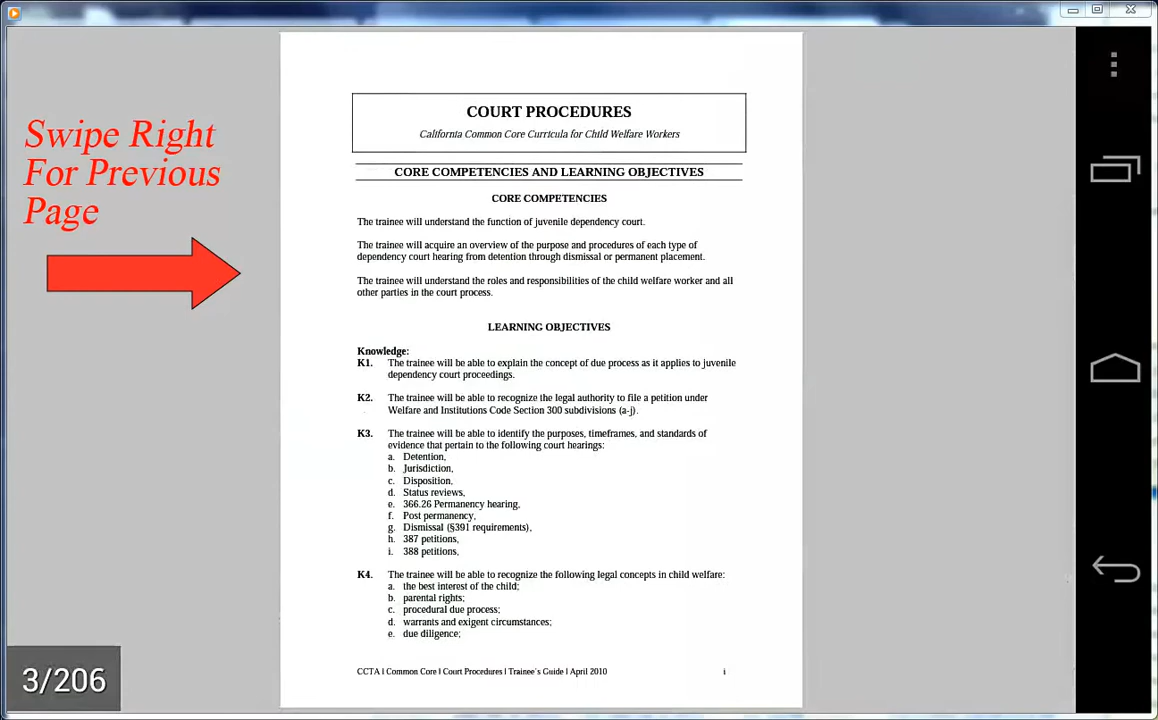 Swipe Right
For Previous
Page
COURT PROCEDURES
California Common Core Curricula for Child Welfare Workers
CORE COMPETENCIES AND LEARNING OBJECTIVES
CORE COMPETENCIES
The trainee will understand the function of juvenile dependency court.
The trainee will acquire an overview of the purpose and procedures of each type of
dependency court hearing from detention through dismissal or permanent placement.
The trainee will understand the roles and responsibilities of the child welfare worker and all
other parties in the court process.
LEARNING OBJECTIVES
Knowledge:
K1. The trainee will be able to explain the concept of due process as it applies to juvenile
dependency court proceedings.
K2. The trainee will be able to recognize the legal authority to file a petition under
Welfare and Institutions Code Section 300 subdivisions (a-j).
K3. The trainee will be able to identify the purposes, timeframes, and standards of
evidence that pertain to the following court hearings:
a. Detention,
b. Jurisdiction,
c. Disposition,
d. Status reviews,
e. 366.26 Permanency hearing,
f. Post permanency,
g. Dismissal (§391 requirements),
h. 387 petitions,
i. 388 petitions,
K4. The trainee will be able to recognize the following legal concepts in child welfare:
a. the best interest of the child;
b. parental rights;
c. procedural due process;
d. warrants and exigent circumstances;
e. due diligence;
CCTA | Common Core | Court Procedures | Trainee's Guide | April 2010 i
3/206